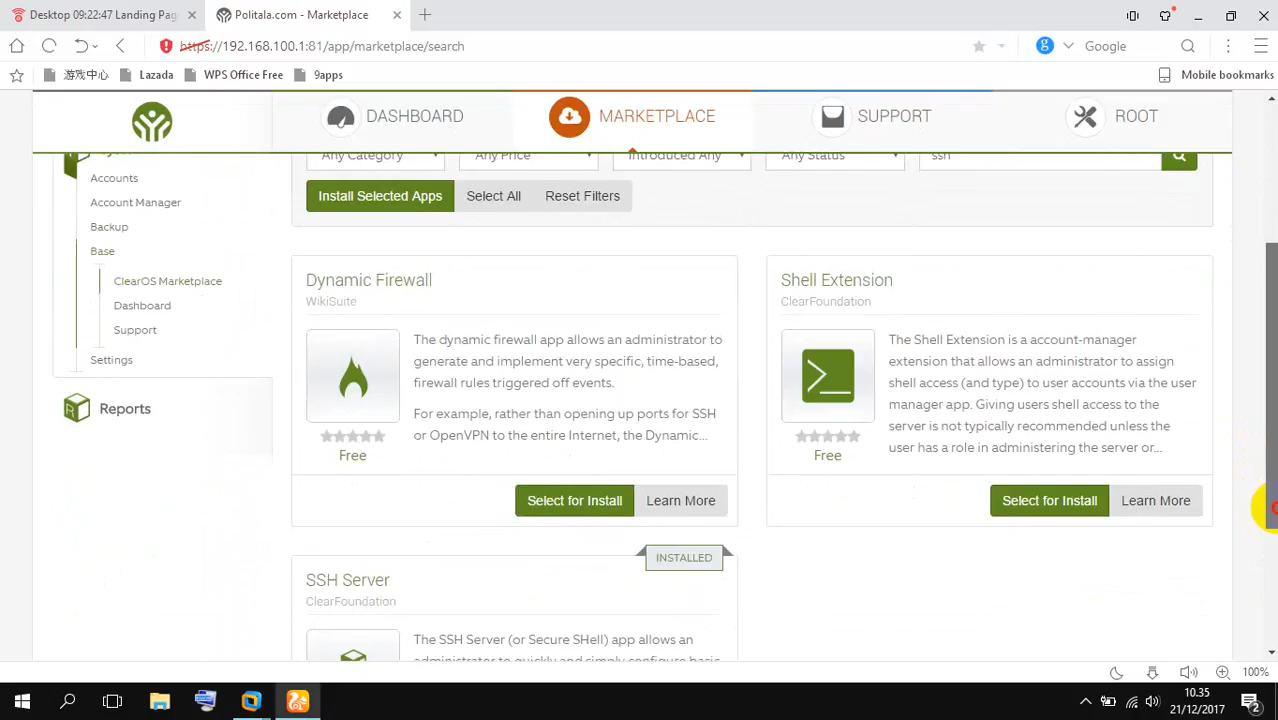 Desktop 09:22:47 Landing Pag
Politala.com - Marketplace
https://192.168.100.1:81/app/marketplace/search
Google
游戏中心
Lazada
WPS Office Free
9apps
Mobile bookmarks
DASHBOARD
MARKETPLACE
SUPPORT
ROOT
Any Category
Any Price
Introduced Any
Any Status
ssh
Install Selected Apps
Select All
Reset Filters
Accounts
Account Manager
Backup
Base
ClearOS Marketplace
Dashboard
Support
Settings
Reports
Dynamic Firewall
WikiSuite
The dynamic firewall app allows an administrator to
generate and implement very specific, time-based,
firewall rules triggered off events.
For example, rather than opening up ports for SSH
or OpenVPN to the entire Internet, the Dynamic...
Free
Select for Install
Learn More
Shell Extension
ClearFoundation
The Shell Extension is a account-manager
extension that allows an administrator to assign
shell access (and type) to user accounts via the user
manager app. Giving users shell access to the
server is not typically recommended unless the
user has a role in administering the server or...
Free
Select for Install
Learn More
INSTALLED
SSH Server
ClearFoundation
The SSH Server (or Secure SHell) app allows an
administrator to quickly and simply configure basic
100%
10.35
21/12/2017
2